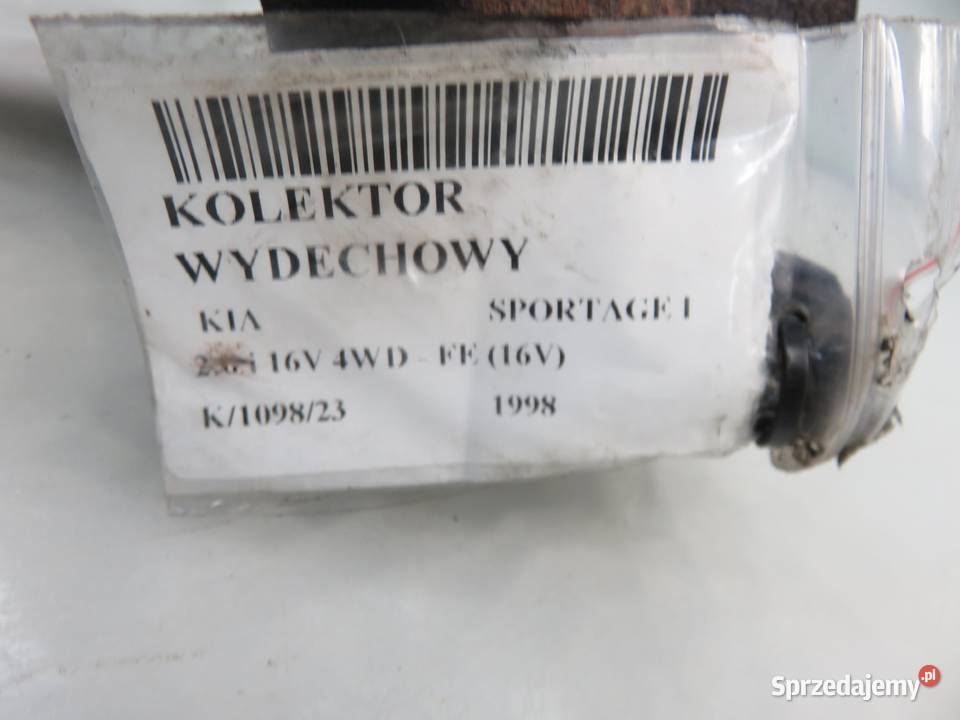 KOLEKTOR
WYDECHOWY
KIA SPORTAGE I
16V 4WD - FE (16V)
K/1098/23 1998
Sprzedajemy.pl